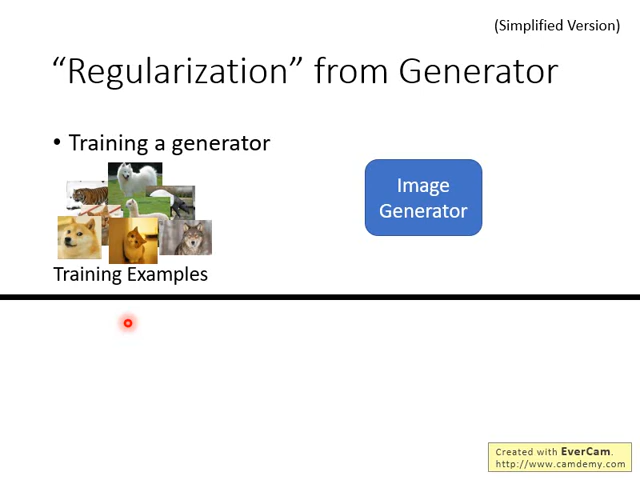 (Simplified Version)
“Regularization” from Generator
• Training a generator
Image
Generator
Training Examples
Created with EverCam.
http://www.camdemy.com